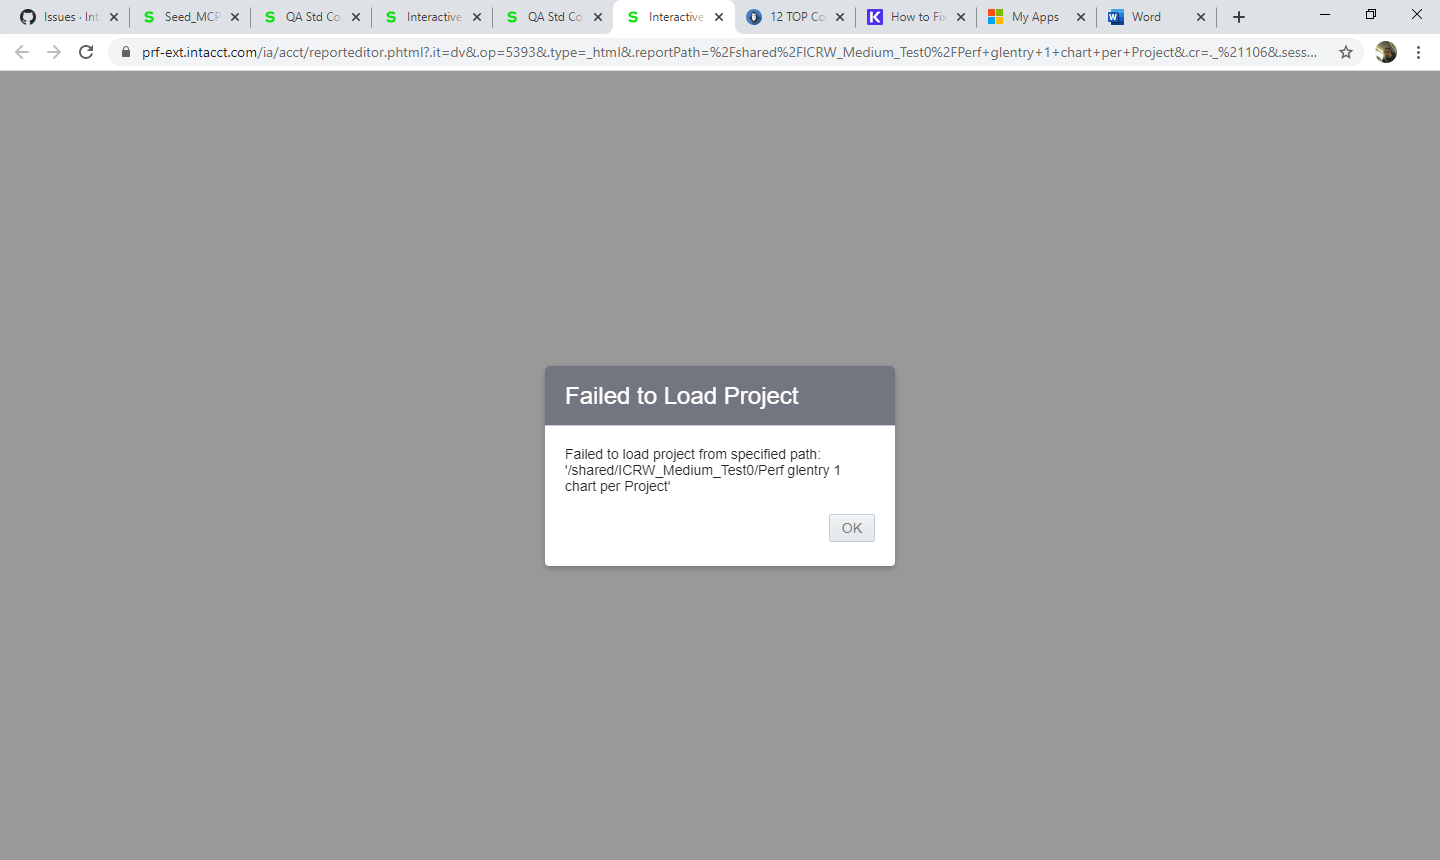 Issues · Int
Seed_MCP
QA Std Co
Interactive
QA Std Co
Interactive
12 TOP Co
How to Fix
My Apps
Word
prf-ext.intacct.com/ia/acct/reporteditor.phtml?.it=dv&.op=5393&.type=_html&.reportPath=%2Fshared%2FICRW_Medium_Test0%2FPerf+glentry+1+chart+per+Project&.cr=._%21106&.sess...
Failed to Load Project
Failed to load project from specified path:
'/shared/ICRW_Medium_Test0/Perf glentry 1
chart per Project'
OK